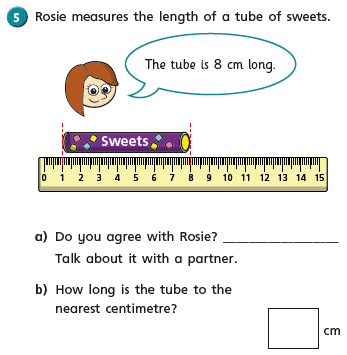 5 Rosie measures the length of a tube of sweets.
The tube is 8 cm long.
Sweets
0 1 2 3 4 5 6 7 8 9 10 11 12 13 14 15
a) Do you agree with Rosie? ___________________
Talk about it with a partner.
b) How long is the tube to the
nearest centimetre?
cm